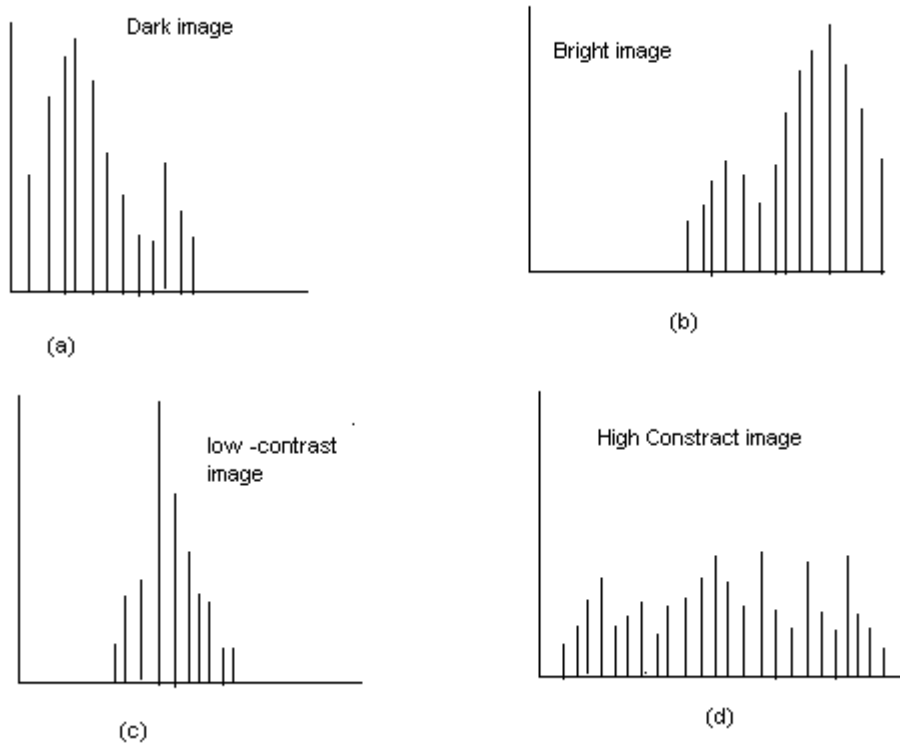 Dark image
Bright image
(a)
(b)
low -contrast
image
High Constract image
(c)
(d)